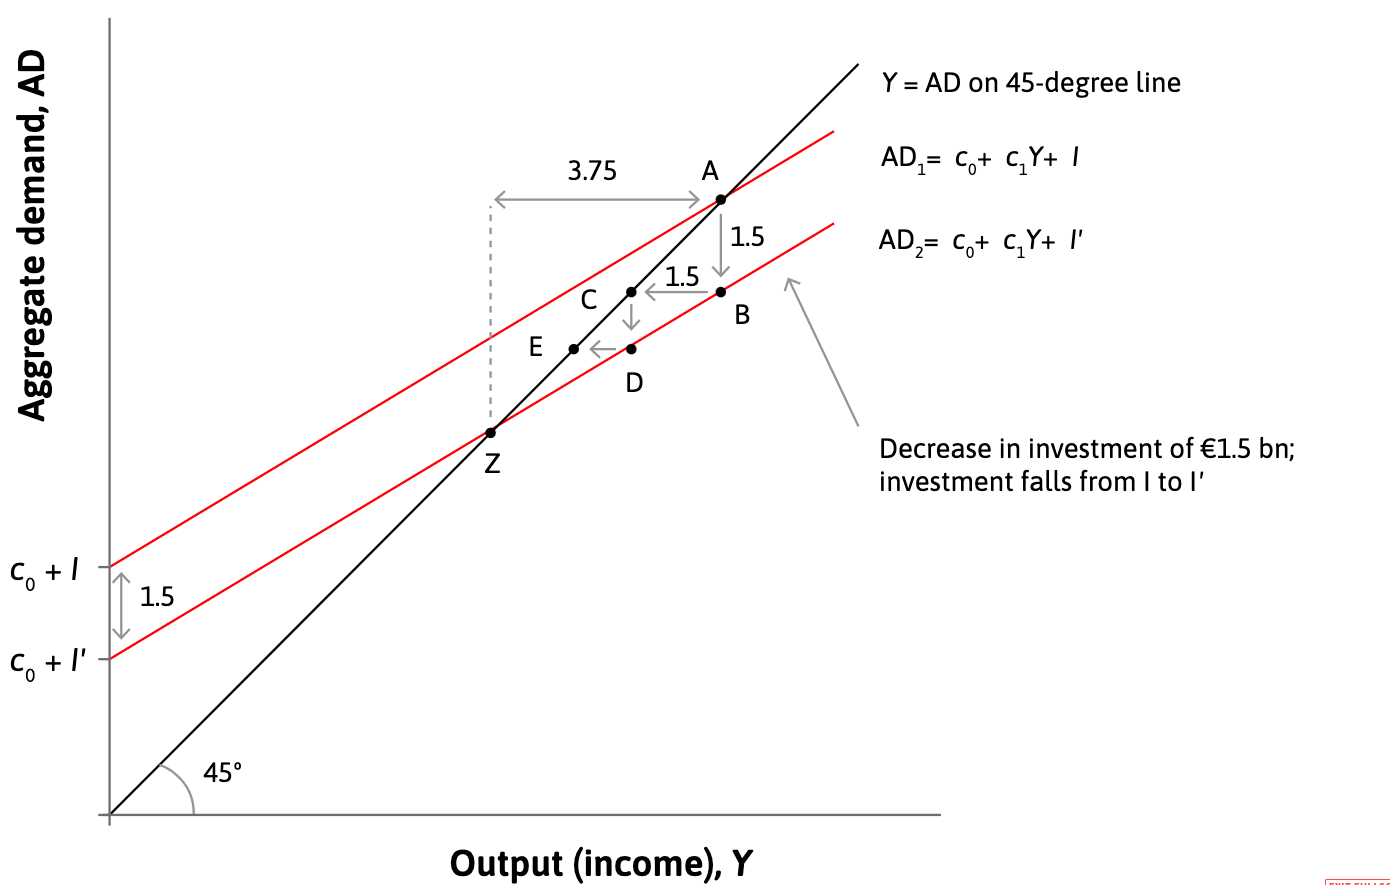 Aggregate demand, AD
Y = AD on 45-degree line
AD₁= c₀+ c₁Y+ I
3.75
A
1.5
AD₂= c₀+ c₁Y+ I′
1.5
C
B
E
D
Decrease in investment of €1.5 bn;
investment falls from I to I′
Z
c₀ + I
1.5
c₀ + I′
45°
Output (income), Y